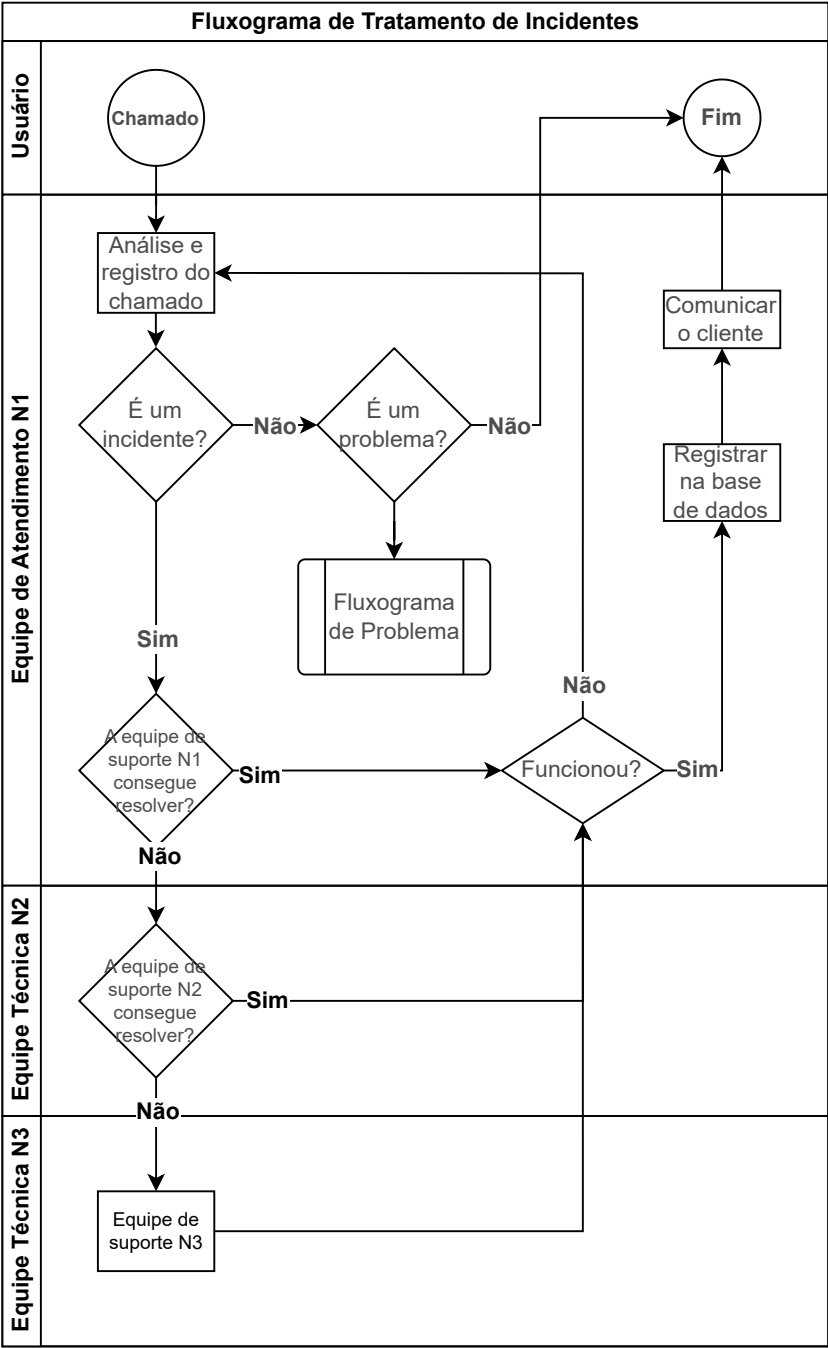 Fluxograma de Tratamento de Incidentes
Usuário
Chamado
Fim
Equipe de Atendimento N1
Análise e
registro do
chamado
É um
incidente?
Não
É um
problema?
Não
Comunicar
o cliente
Registrar
na base
de dados
Fluxograma
de Problema
Sim
Não
A equipe de
suporte N1
consegue
resolver?
Sim
Funcionou?
Sim
Não
Equipe Técnica N2
A equipe de
suporte N2
consegue
resolver?
Sim
Não
Equipe Técnica N3
Equipe de
suporte N3